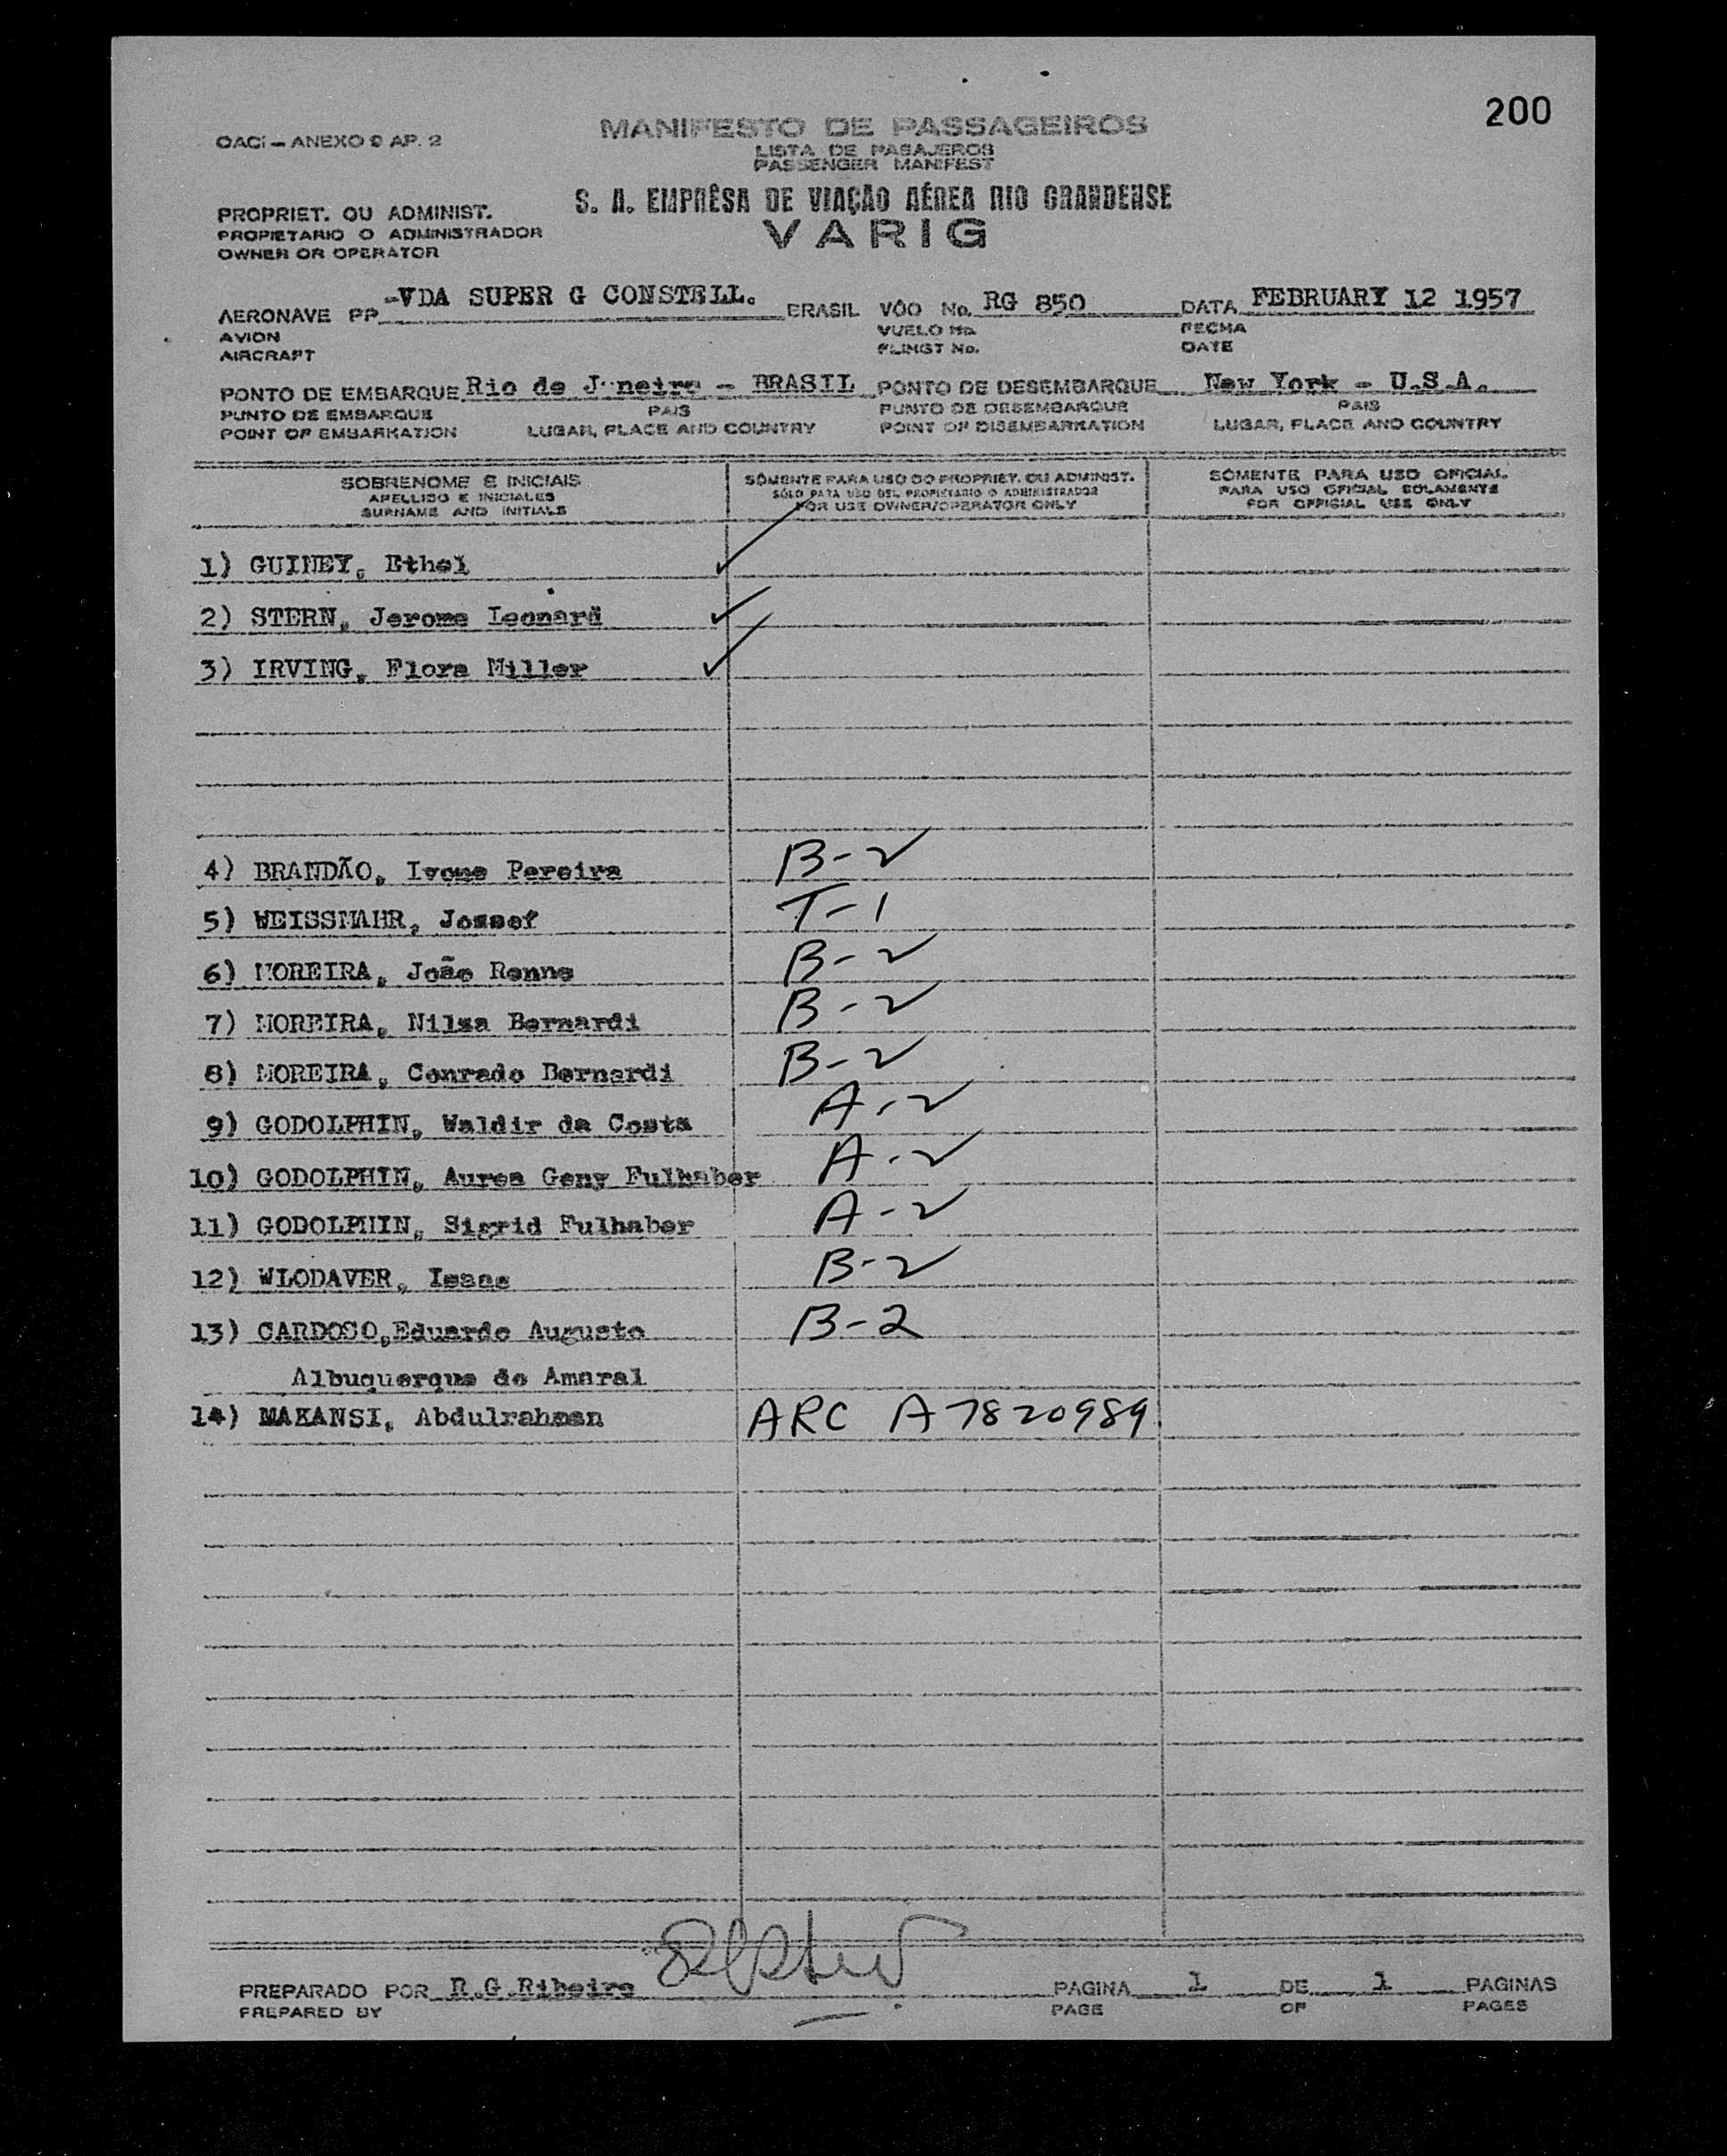 200
OACI – ANEXO 9 AP. 2
MANIFESTO DE PASSAGEIROS
LISTA DE PASAJEROS
PASSENGER MANIFEST
S. A. EMPRÊSA DE VIAÇÃO AÉREA RIO GRANDENSE
VARIG
PROPRIET. OU ADMINIST.
PROPIETARIO O ADMINISTRADOR
OWNER OR OPERATOR
AERONAVE PP -VDA SUPER G CONSTELL. BRASIL VÔO No. RG 850 DATA FEBRUARY 12 1957
AVION VUELO No. FECHA
AIRCRAFT FLINGT No. DATE
PONTO DE EMBARQUE Rio de J neiro - BRASIL PONTO DE DESEMBARQUE New York - U.S.A.
PUNTO DE EMBARQUE PAIS PUNTO DE DESEMBARQUE PAIS
POINT OF EMBARKATION LUGAR, PLACE AND COUNTRY POINT OF DISEMBARKATION LUGAR, PLACE AND COUNTRY
SOBRENOME E INICIAIS SÒMENTE PARA USO DO PROPRIET. OU ADMINIST. SÒMENTE PARA USO OFICIAL
APELLIDO E INICIALES SÓLO PARA USO DEL PROPIETARIO O ADMINISTRADOR PARA USO OFICIAL SOLAMENTE
SURNAME AND INITIALS FOR USE OWNER/OPERATOR ONLY FOR OFFICIAL USE ONLY
1) GUINEY, Ethel ✓
2) STERN, Jerome Leonard ✓
3) IRVING, Flora Miller ✓
4) BRANDÃO, Ivone Pereira B-2
5) WEISSMAHR, Jossef T-1
6) MOREIRA, João Renno B-2
7) MOREIRA, Nilza Bernardi B-2
8) MOREIRA, Conrado Bernardi B-2
9) GODOLPHIN, Waldir da Costa A-2
10) GODOLPHIN, Aurea Geny Fulhaber A-2
11) GODOLPHIN, Sigrid Fulhaber A-2
12) WLODAVER, Isaac B-2
13) CARDOSO,Eduardo Augusto B-2
Albuquerque do Amaral
14) MAKANSI, Abdulrahman ARC A7820989
PREPARADO POR R.G.Ribeiro PAGINA 1 DE 1 PAGINAS
PREPARED BY PAGE OF PAGES